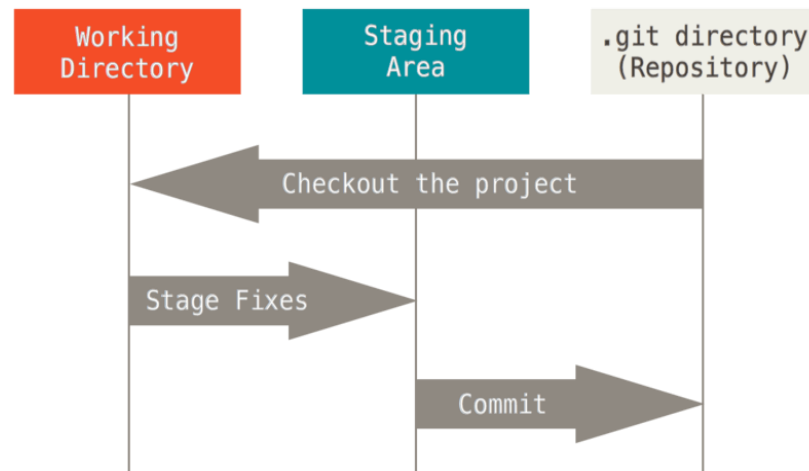 Working
Directory
Staging
Area
.git directory
(Repository)
Checkout the project
Stage Fixes
Commit